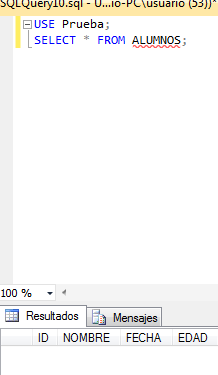 SQLQuery10.sql - U...io-PC\usuario (53))*
USE Prueba;
SELECT * FROM ALUMNOS;
100 %
Resultados Mensajes
ID NOMBRE FECHA EDAD